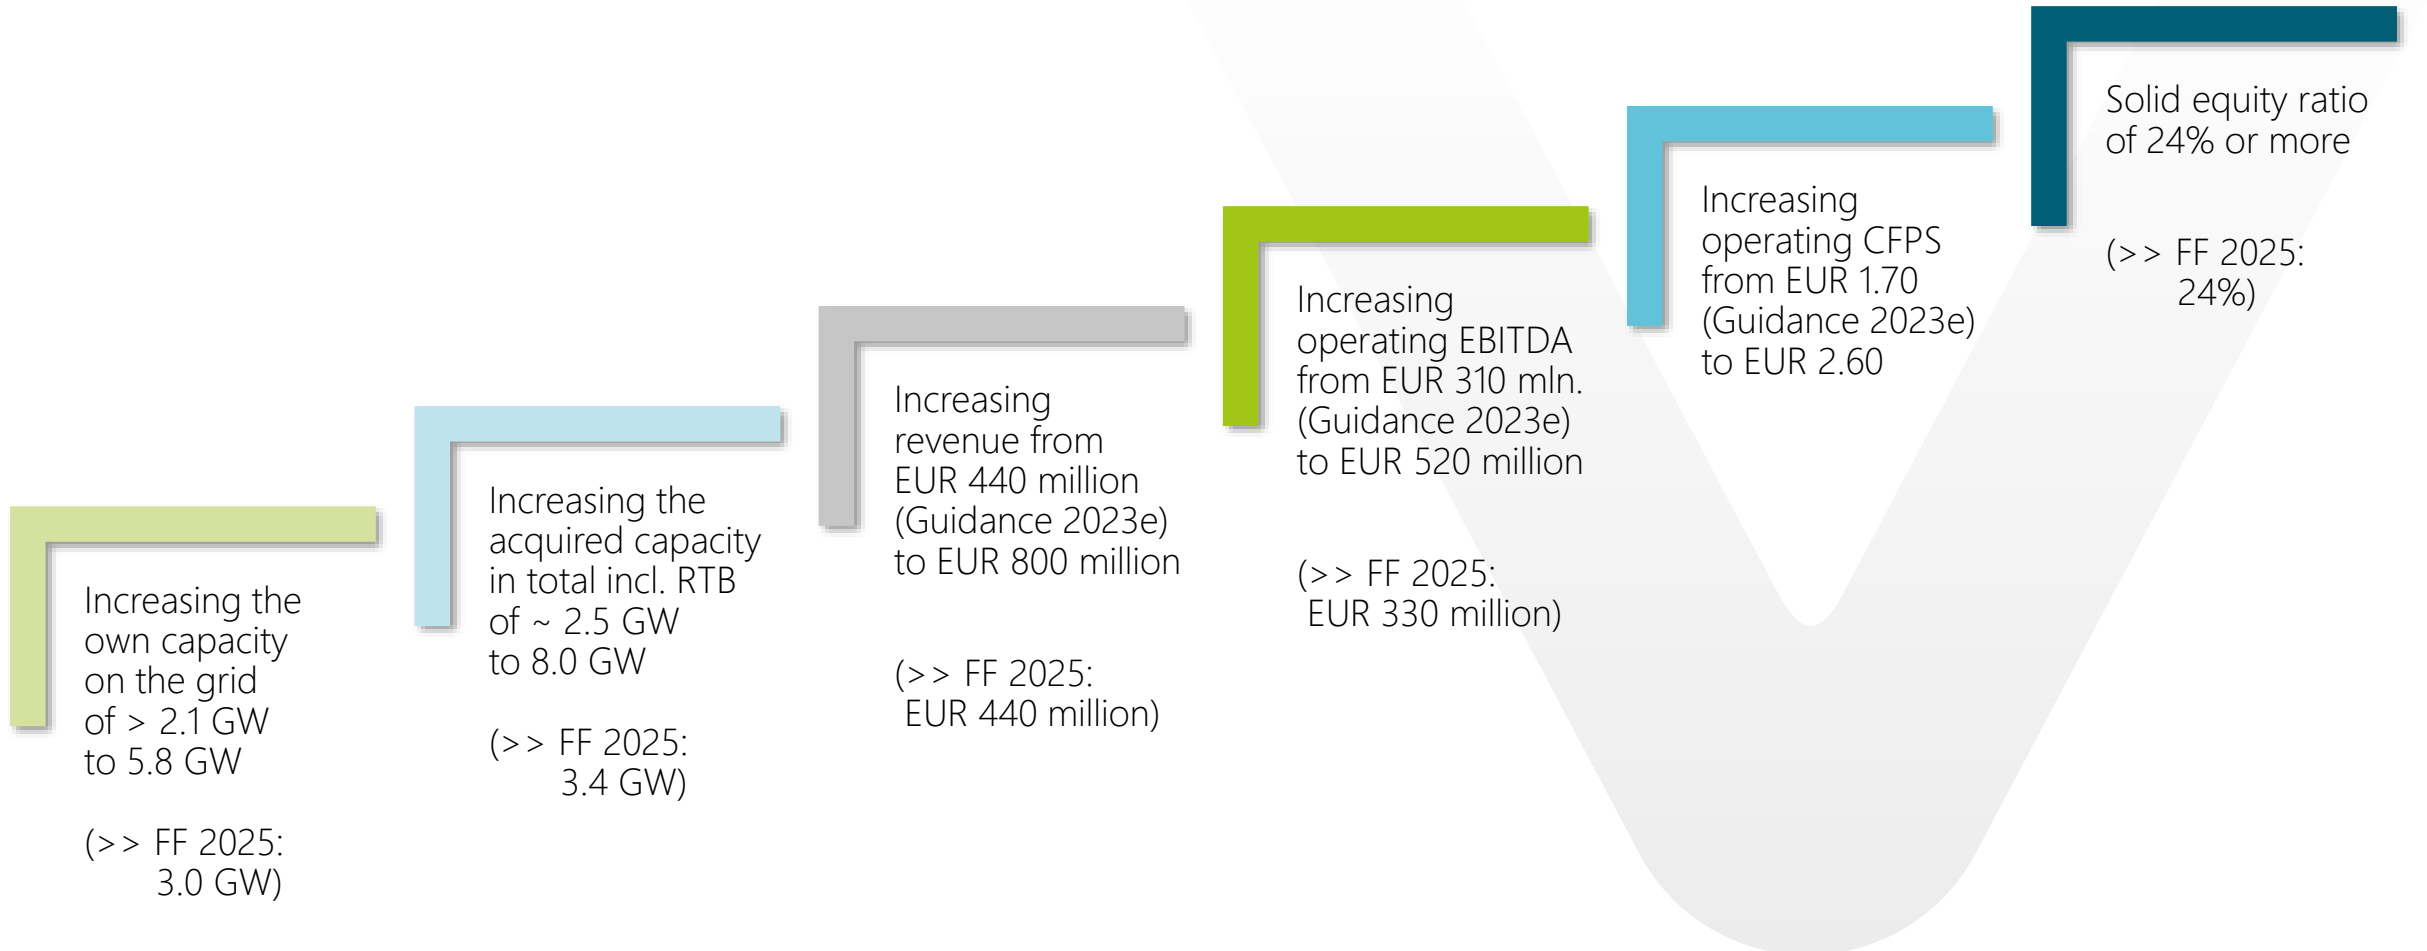 Increasing the
own capacity
on the grid
of > 2.1 GW
to 5.8 GW
(>> FF 2025:
3.0 GW)
Increasing the
acquired capacity
in total incl. RTB
of ~ 2.5 GW
to 8.0 GW
(>> FF 2025:
3.4 GW)
Increasing
revenue from
EUR 440 million
(Guidance 2023e)
to EUR 800 million
(>> FF 2025:
EUR 440 million)
Increasing
operating EBITDA
from EUR 310 mln.
(Guidance 2023e)
to EUR 520 million
(>> FF 2025:
EUR 330 million)
Increasing
operating CFPS
from EUR 1.70
(Guidance 2023e)
to EUR 2.60
Solid equity ratio
of 24% or more
(>> FF 2025:
24%)